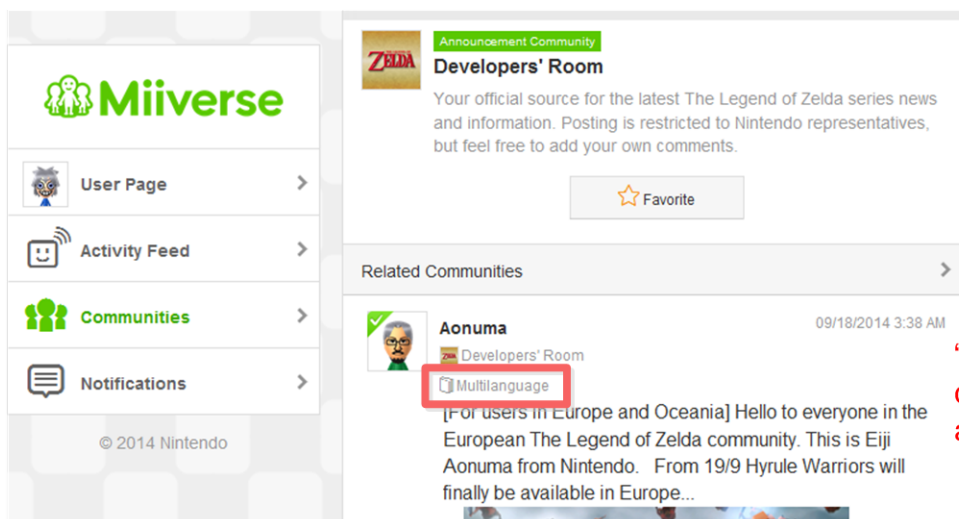 Miiverse
User Page
Activity Feed
Communities
Notifications
© 2014 Nintendo
ZELDA
Announcement Community
Developers' Room
Your official source for the latest The Legend of Zelda series news
and information. Posting is restricted to Nintendo representatives,
but feel free to add your own comments.
Favorite
Related Communities
Aonuma
09/18/2014 3:38 AM
Developers' Room
Multilanguage
[For users in Europe and Oceania] Hello to everyone in the
European The Legend of Zelda community. This is Eiji
Aonuma from Nintendo. From 19/9 Hyrule Warriors will
finally be available in Europe...